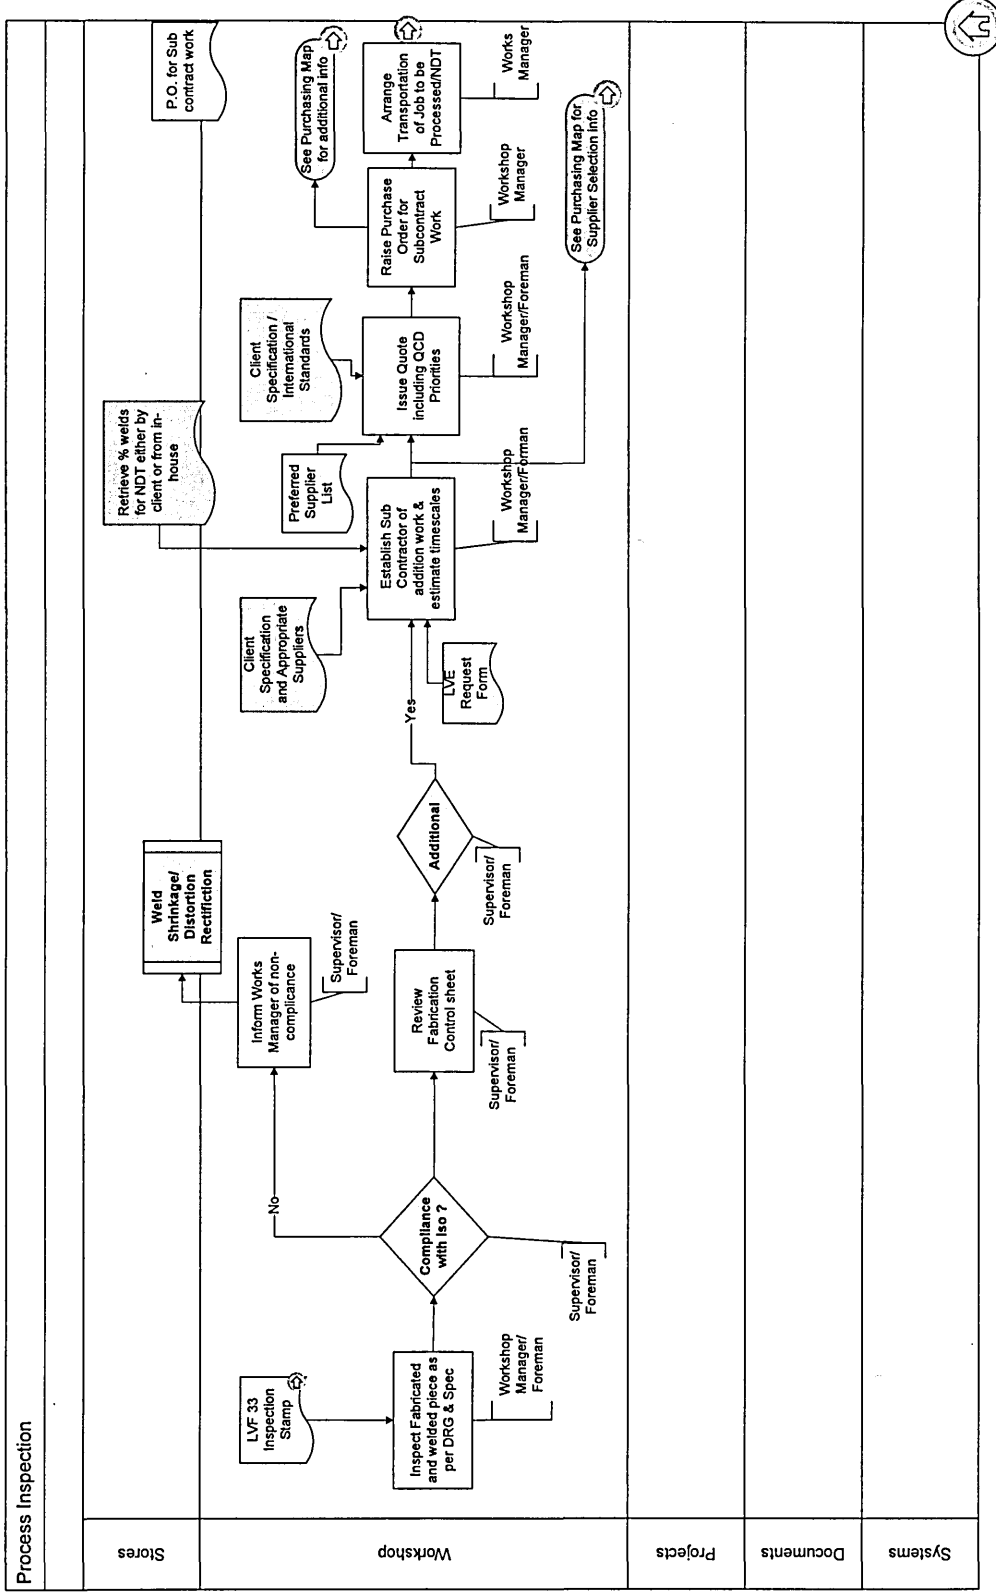 Process Inspection
Stores
Workshop
Projects
Documents
Systems
LVF 33
Inspection
Stamp
Inspect Fabricated
and welded piece as
per DRG & Spec
Workshop
Manager/
Foreman
Compliance
with Iso ?
Supervisor/
Foreman
No
Inform Works
Manager of non-
complicance
Supervisor/
Foreman
Weld
Shrinkage/
Distortion
Rectifiction
Review
Fabrication
Control sheet
Supervisor/
Foreman
Additional
Supervisor/
Foreman
Yes
LVE
Request
Form
Client
Specification
and Appropriate
Suppliers
Retrieve % welds
for NDT either by
client or from in-
house
Establish Sub
Contractor of
addition work &
estimate timescales
Workshop
Manager/Forman
Preferred
Supplier
List
Client
Specification /
International
Standards
Issue Quote
including QCD
Priorities
Workshop
Manager/Foreman
Raise Purchase
Order for
Subcontract
Work
Workshop
Manager
See Purchasing Map
for additional info
See Purchasing Map for
Supplier Selection info
Arrange
Transportation
of Job to be
Processed/NDT
Works
Manager
P.O. for Sub
contract work